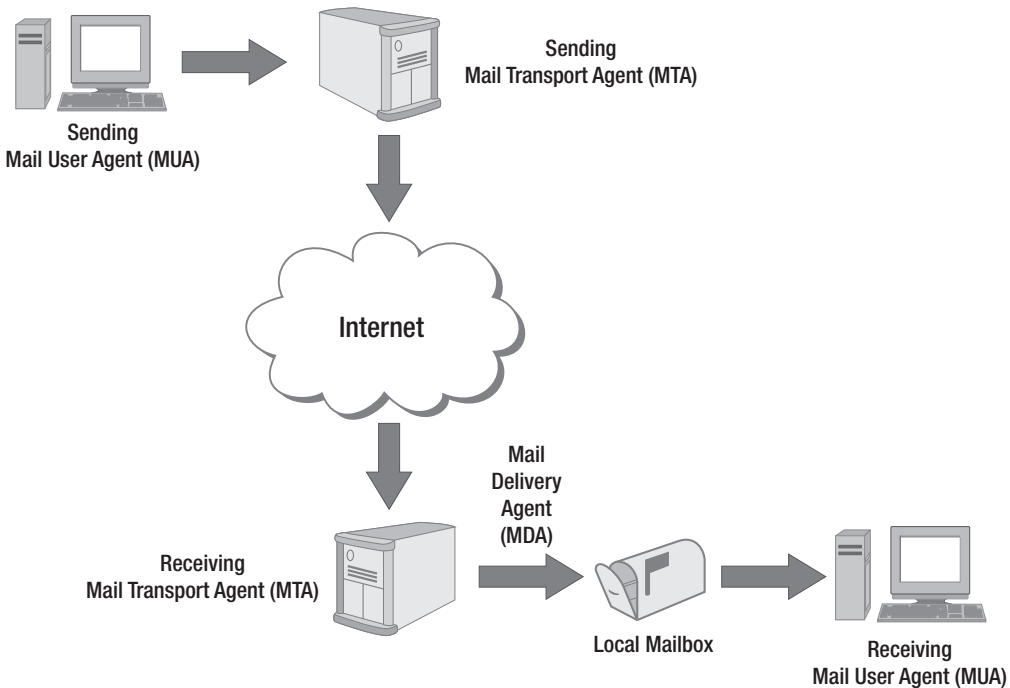 Sending
Mail User Agent (MUA)
Sending
Mail Transport Agent (MTA)
Internet
Receiving
Mail Transport Agent (MTA)
Mail
Delivery
Agent
(MDA)
Local Mailbox
Receiving
Mail User Agent (MUA)